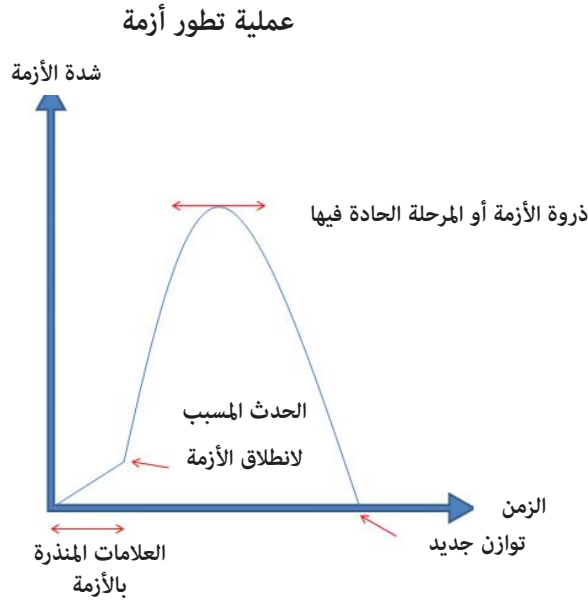 عملية تطور أزمة
شدة الأزمة
ذروة الأزمة أو المرحلة الحادة فيها
الحدث المسبب
لانطلاق الأزمة
الزمن
توازن جديد
العلامات المنذرة
بالأزمة